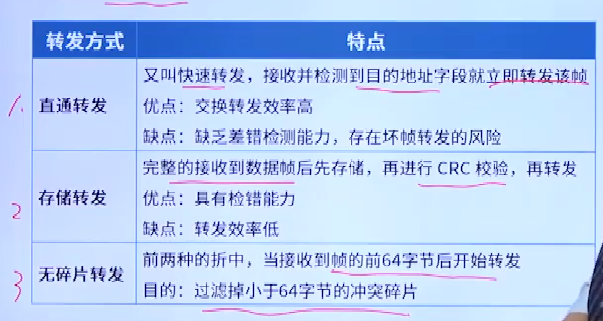 转发方式 特点
直通转发
又叫快速转发，接收并检测到目的地址字段就立即转发该帧
优点：交换转发效率高
缺点：缺乏差错检测能力，存在坏帧转发的风险
存储转发
完整的接收到数据帧后先存储，再进行 CRC 校验，再转发
优点：具有检错能力
缺点：转发效率低
无碎片转发
前两种的折中，当接收到帧的前64字节后开始转发
目的：过滤掉小于64字节的冲突碎片
1.
2
3